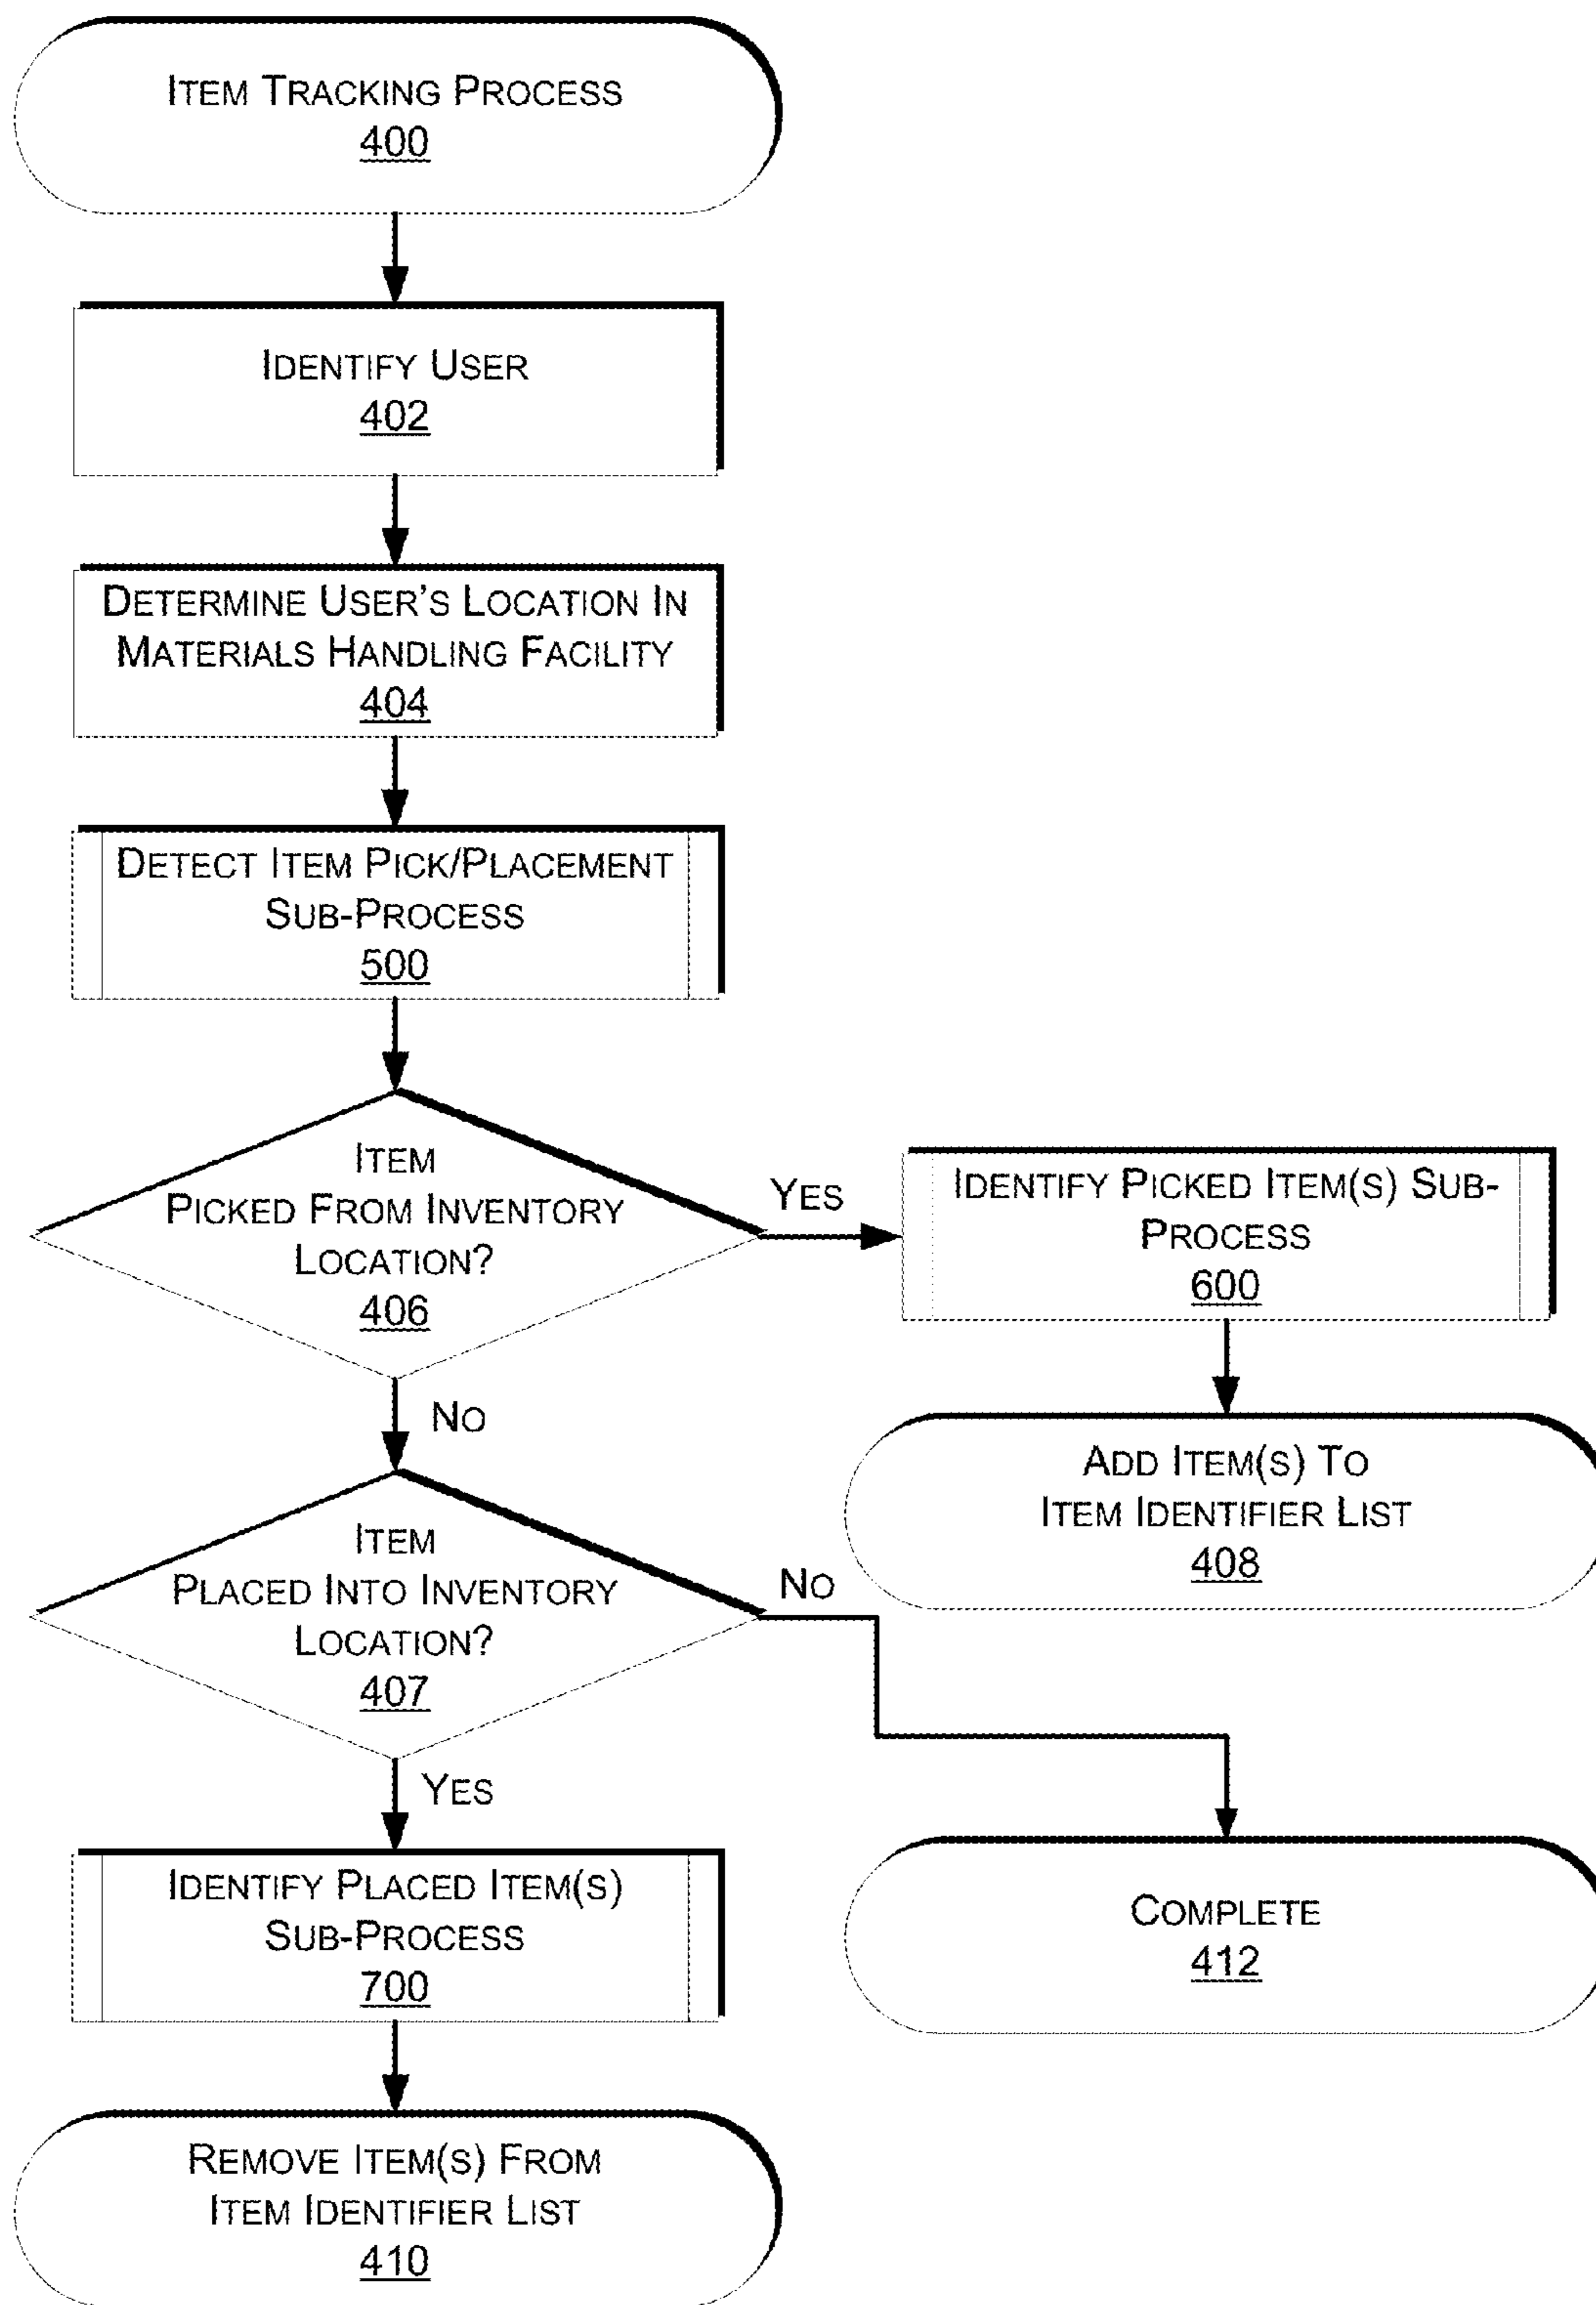 ITEM TRACKING PROCESS
400
IDENTIFY USER
402
DETERMINE USER'S LOCATION IN
MATERIALS HANDLING FACILITY
404
DETECT ITEM PICK/PLACEMENT
SUB-PROCESS
500
ITEM
PICKED FROM INVENTORY
LOCATION?
406
YES
IDENTIFY PICKED ITEM(S) SUB-
PROCESS
600
NO
ADD ITEM(S) TO
ITEM IDENTIFIER LIST
408
ITEM
PLACED INTO INVENTORY
LOCATION?
407
NO
YES
IDENTIFY PLACED ITEM(S)
SUB-PROCESS
700
COMPLETE
412
REMOVE ITEM(S) FROM
ITEM IDENTIFIER LIST
410